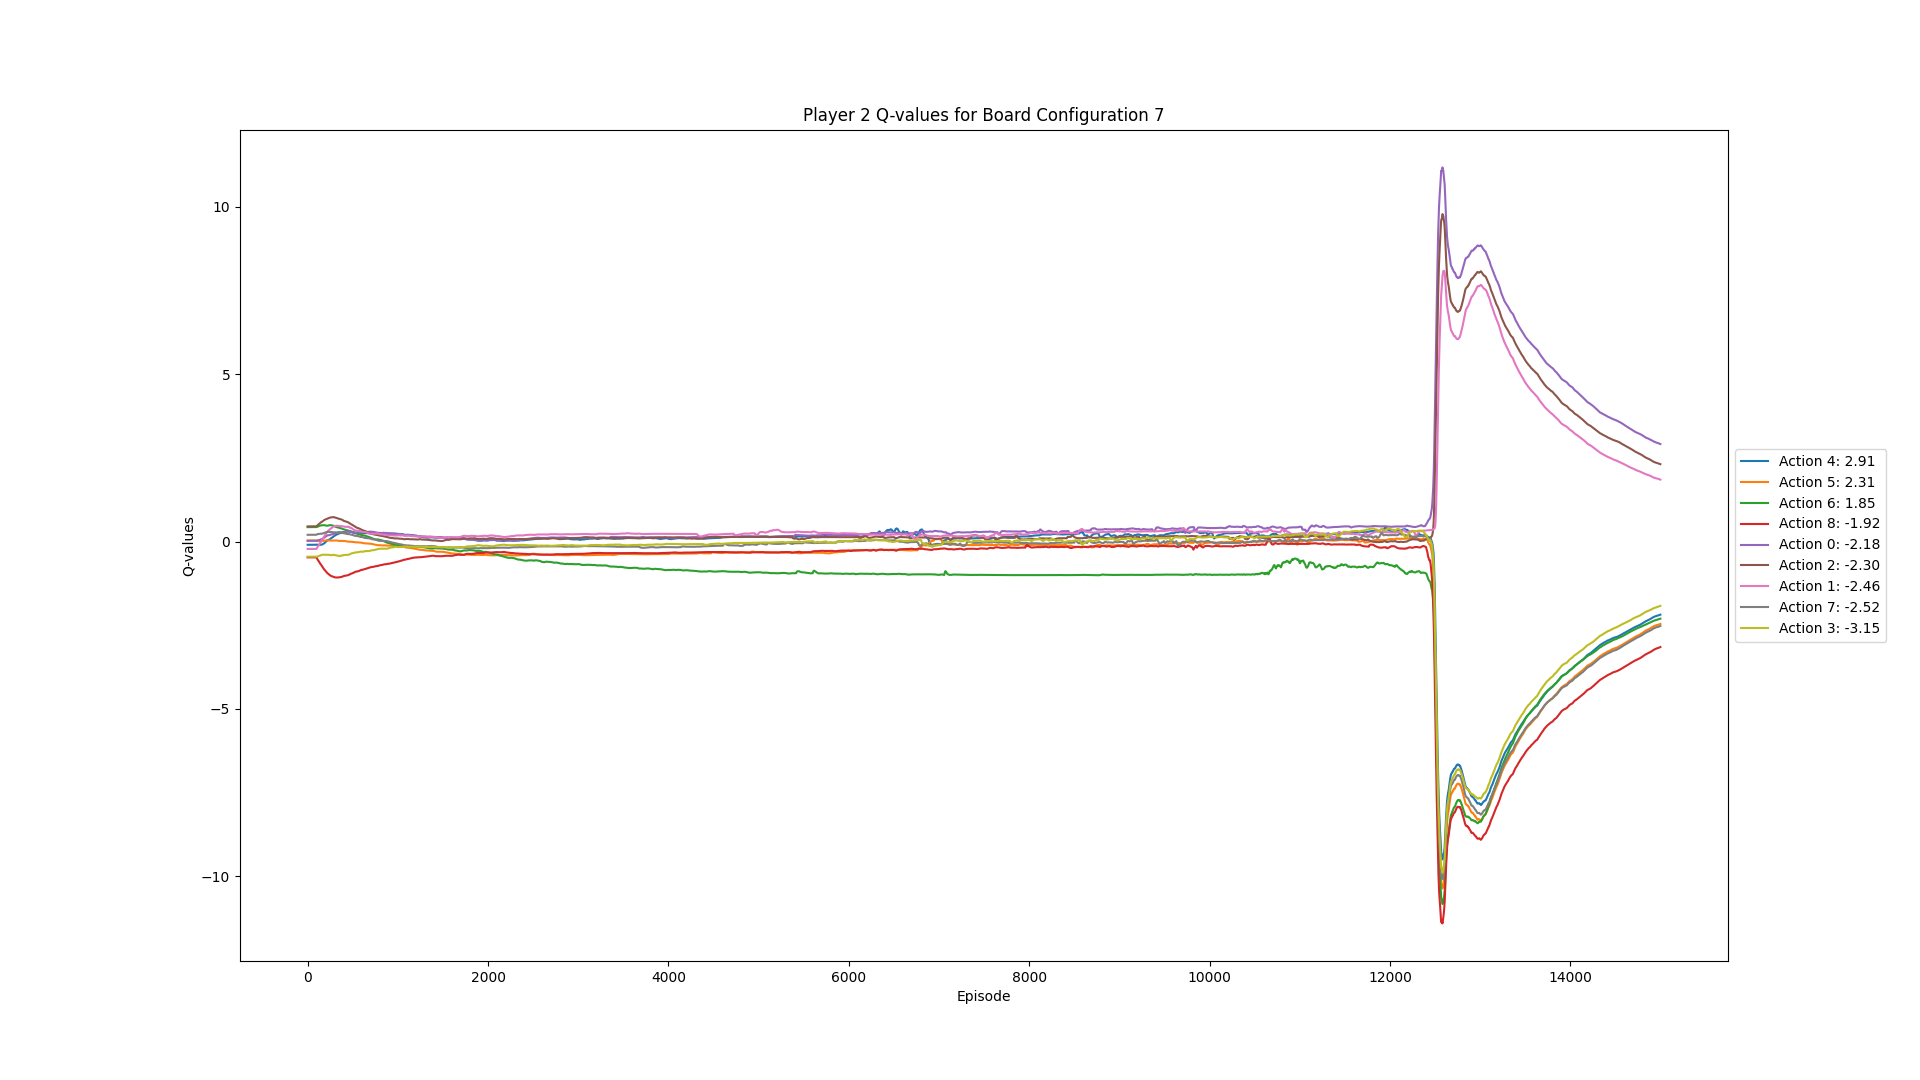 Player 2 Q-values for Board Configuration 7
10
5
0
−5
−10
Q-values
0 2000 4000 6000 8000 10000 12000 14000
Episode
Action 4: 2.91
Action 5: 2.31
Action 6: 1.85
Action 8: -1.92
Action 0: -2.18
Action 2: -2.30
Action 1: -2.46
Action 7: -2.52
Action 3: -3.15